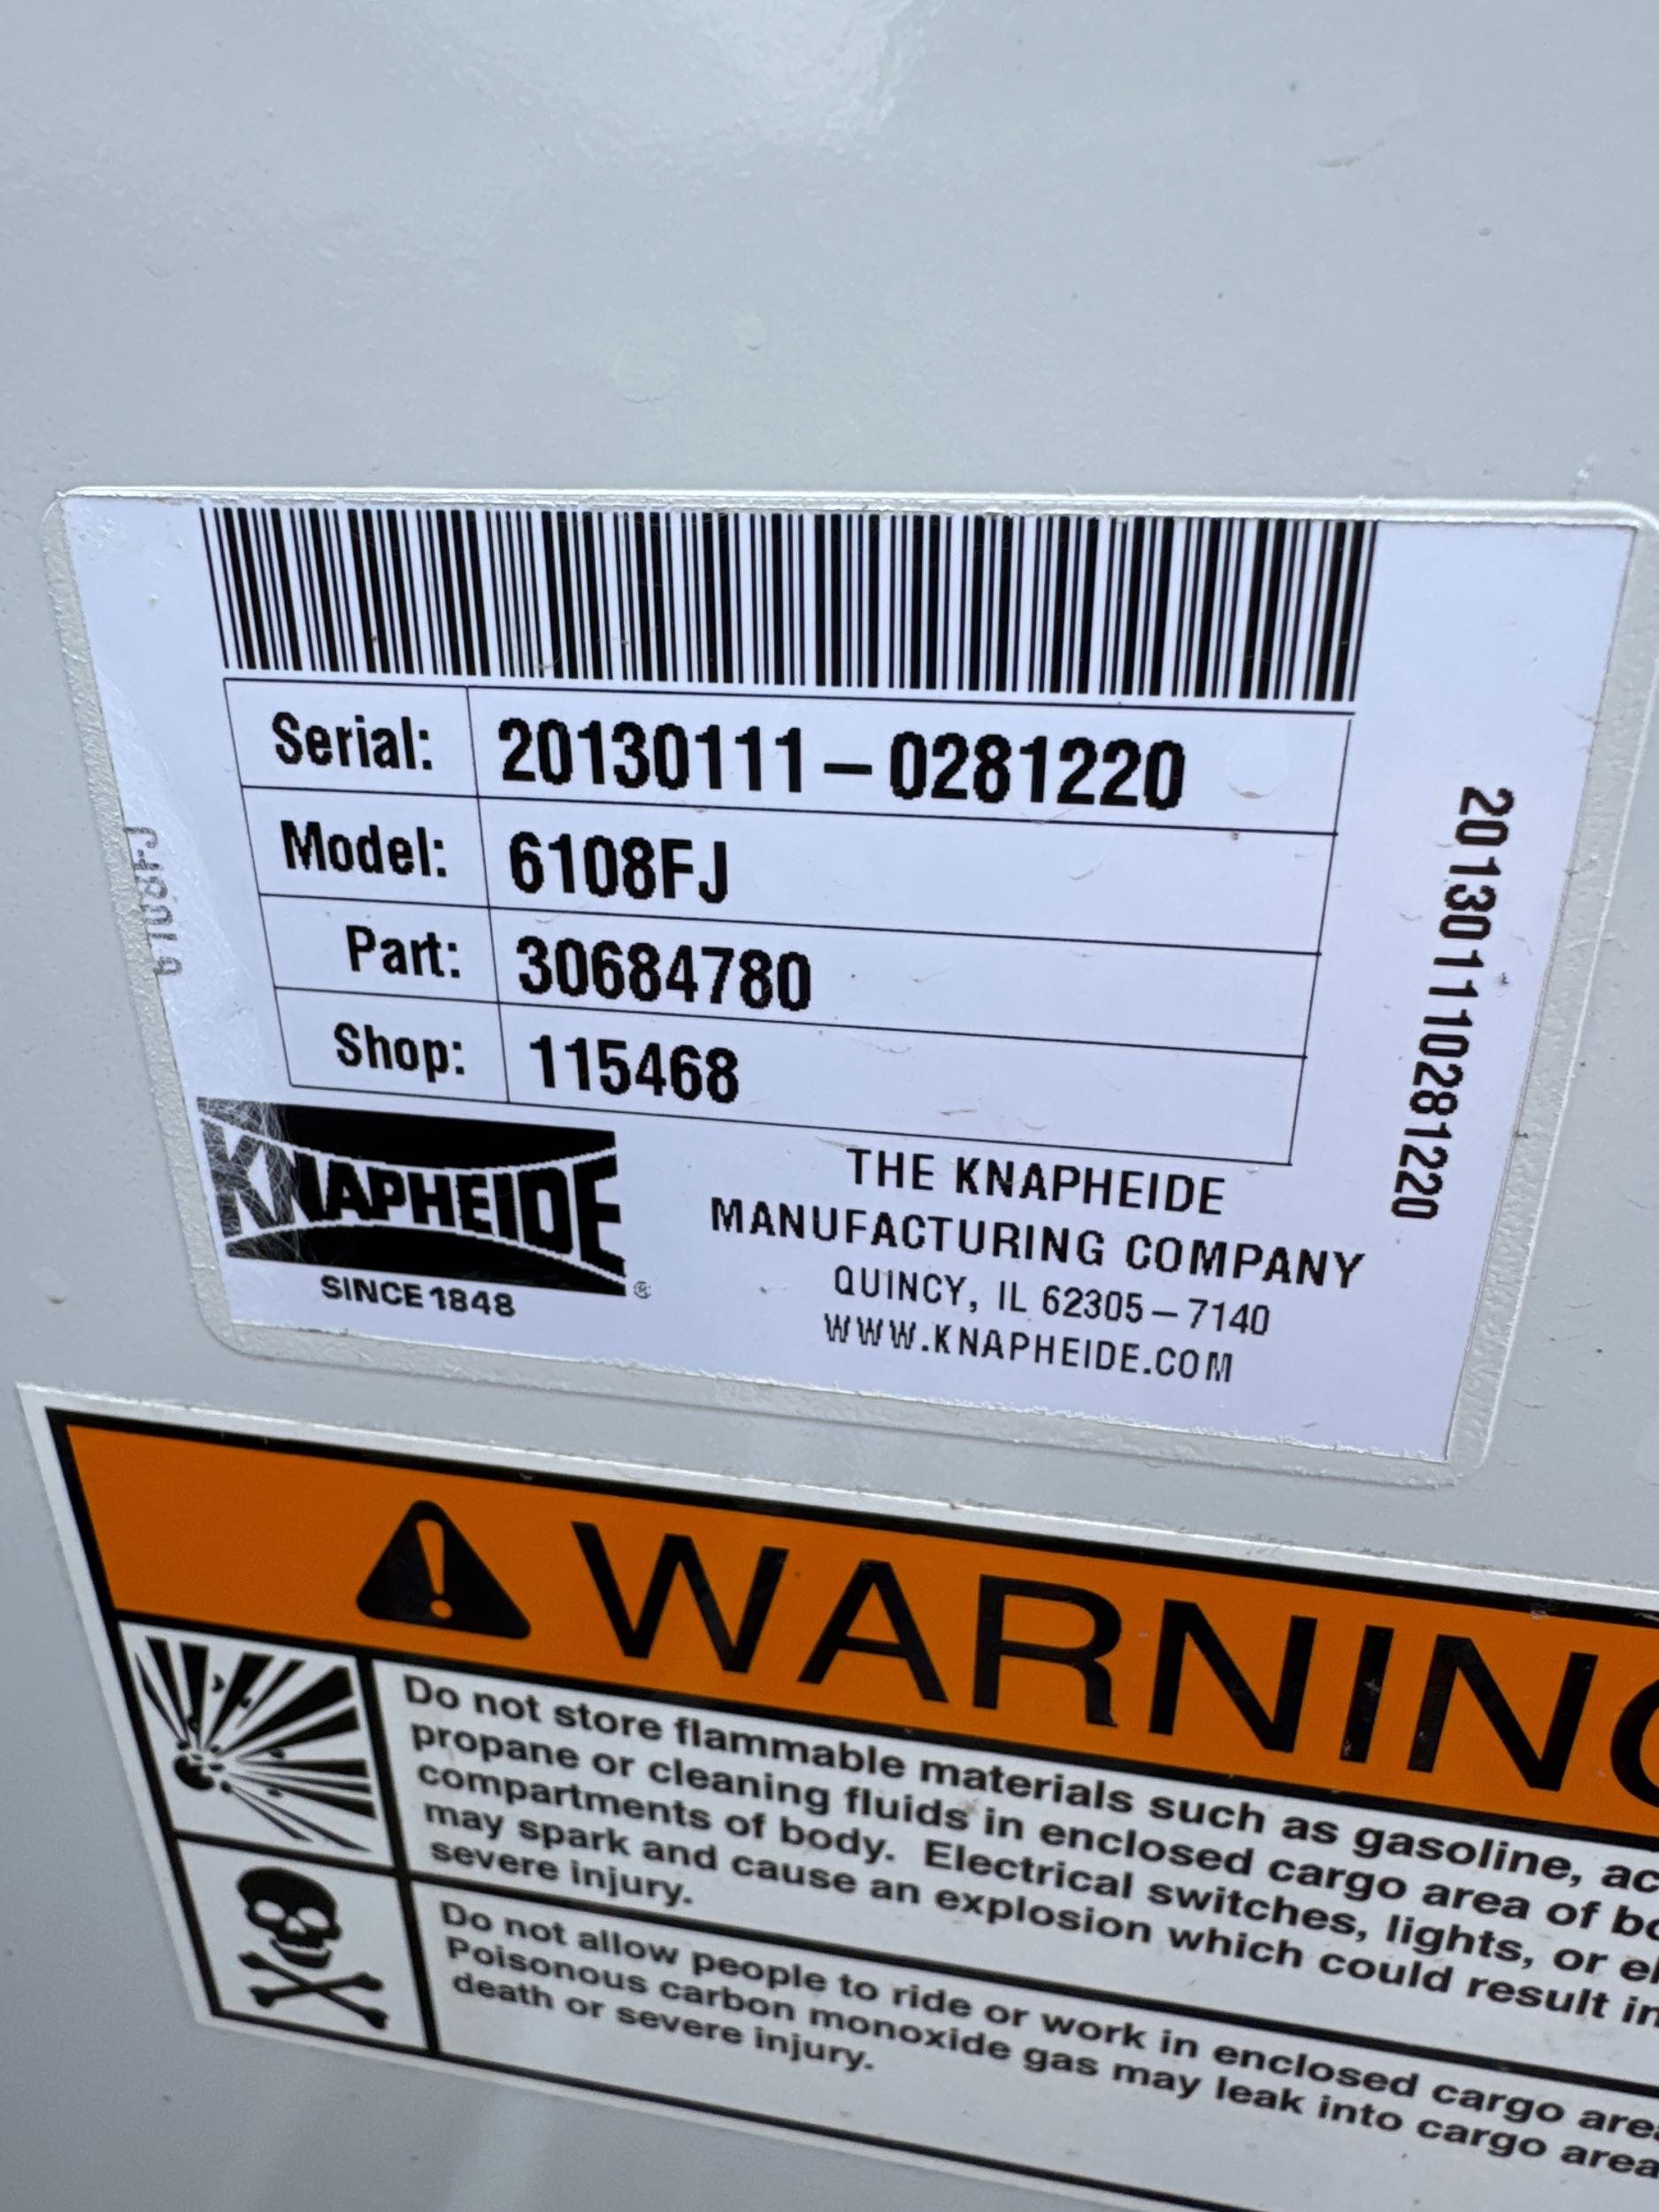 Serial: 20130111-0281220
Model: 6108FJ
Part: 30684780
Shop: 115468
KNAPHEIDE
SINCE 1848
®
THE KNAPHEIDE
MANUFACTURING COMPANY
QUINCY, IL 62305-7140
WWW.KNAPHEIDE.COM
201301110281220
6108FJ
WARNING
Do not store flammable materials such as gasoline,
propane or cleaning fluids in enclosed cargo area of
compartments of body. Electrical switches, lights, or
may spark and cause an explosion which could result in
severe injury.
Do not allow people to ride or work in enclosed cargo
Poisonous carbon monoxide gas may leak into cargo
death or severe injury.